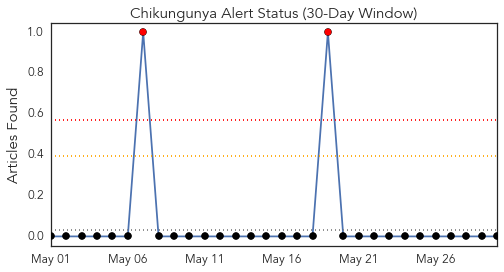 Chikungunya Alert Status (30-Day Window)
Articles Found
1.0
0.8
0.6
0.4
0.2
0.0
May 01 May 06 May 11 May 16 May 21 May 26